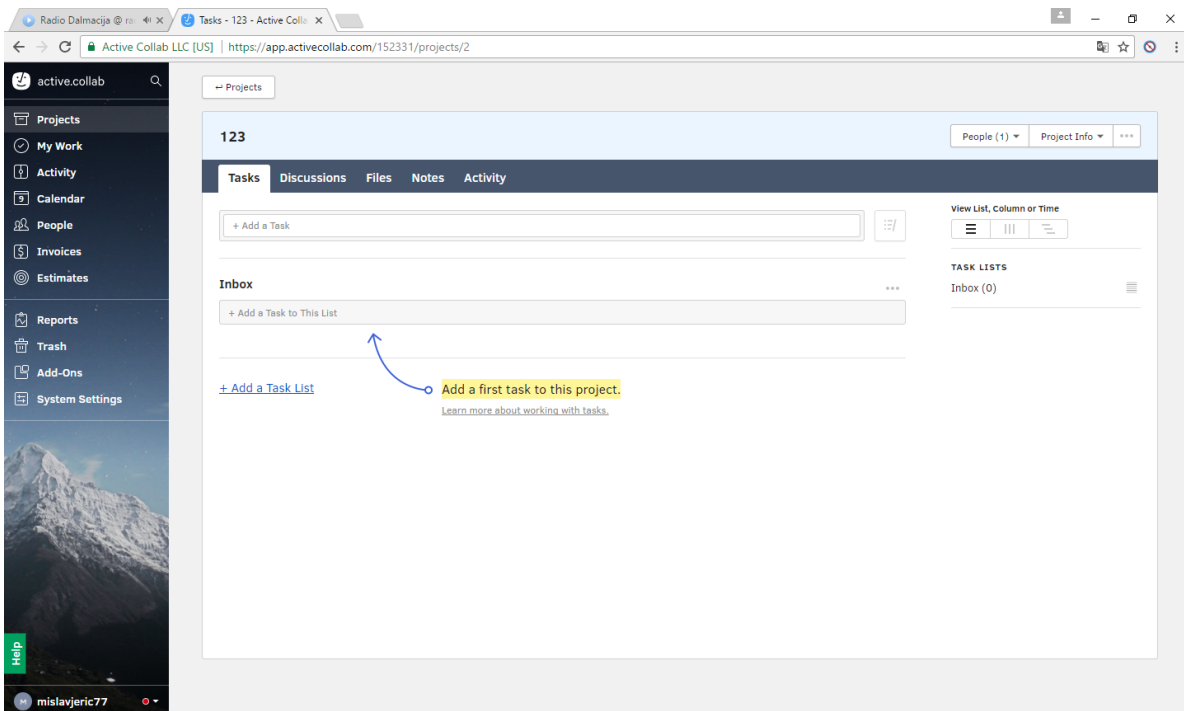 Radio Dalmacija @ ra
Tasks - 123 - Active Colla
Active Collab LLC [US] | https://app.activecollab.com/152331/projects/2
active.collab
Projects
My Work
Activity
9 Calendar
People
$ Invoices
Estimates
Reports
Trash
Add-Ons
System Settings
Help
M mislavjeric77
Projects
123
People (1)
Project Info
Tasks Discussions Files Notes Activity
+ Add a Task
Inbox
+ Add a Task to This List
+ Add a Task List
Add a first task to this project.
Learn more about working with tasks.
View List, Column or Time
TASK LISTS
Inbox (0)